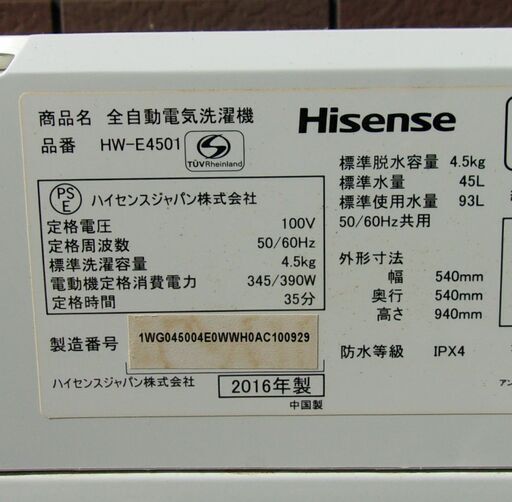 商品名 全自動電気洗濯機
品番 HW-E4501
TÜVRheinland
Hisense
PS
E
ハイセンスジャパン株式会社
定格電圧 100V
定格周波数 50/60Hz
標準洗濯容量 4.5kg
電動機定格消費電力 345/390W
定格時間 35分
製造番号 1WG045004E0WWH0AC100929
ハイセンスジャパン株式会社 2016年製
中国製
標準脱水容量 4.5kg
標準水量 45L
標準使用水量 93L
50/60Hz共用
外形寸法
幅 540mm
奥行 540mm
高さ 940mm
防水等級 IPX4
アン